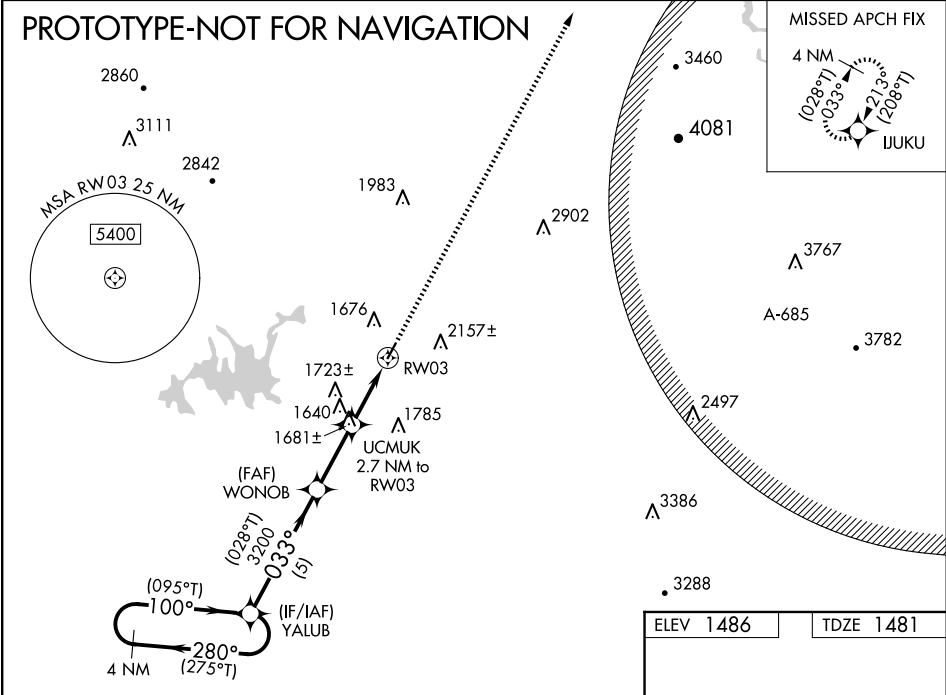 PROTOTYPE-NOT FOR NAVIGATION
MISSED APCH FIX
4 NM
033°
(028°T)
213°
(208°T)
IJUKU
2860
3111
2842
3460
4081
1983
2902
MSA RW03 25 NM
5400
3767
A-685
3782
1676
2157±
RW03
1723±
1640
1681±
1785
2497
UCMUK
2.7 NM to
RW03
(FAF)
WONOB
3386
(028°T)
3200
033°
(5)
3288
(095°T)
100°
(IF/IAF)
YALUB
280°
(275°T)
4 NM
ELEV 1486
TDZE 1481